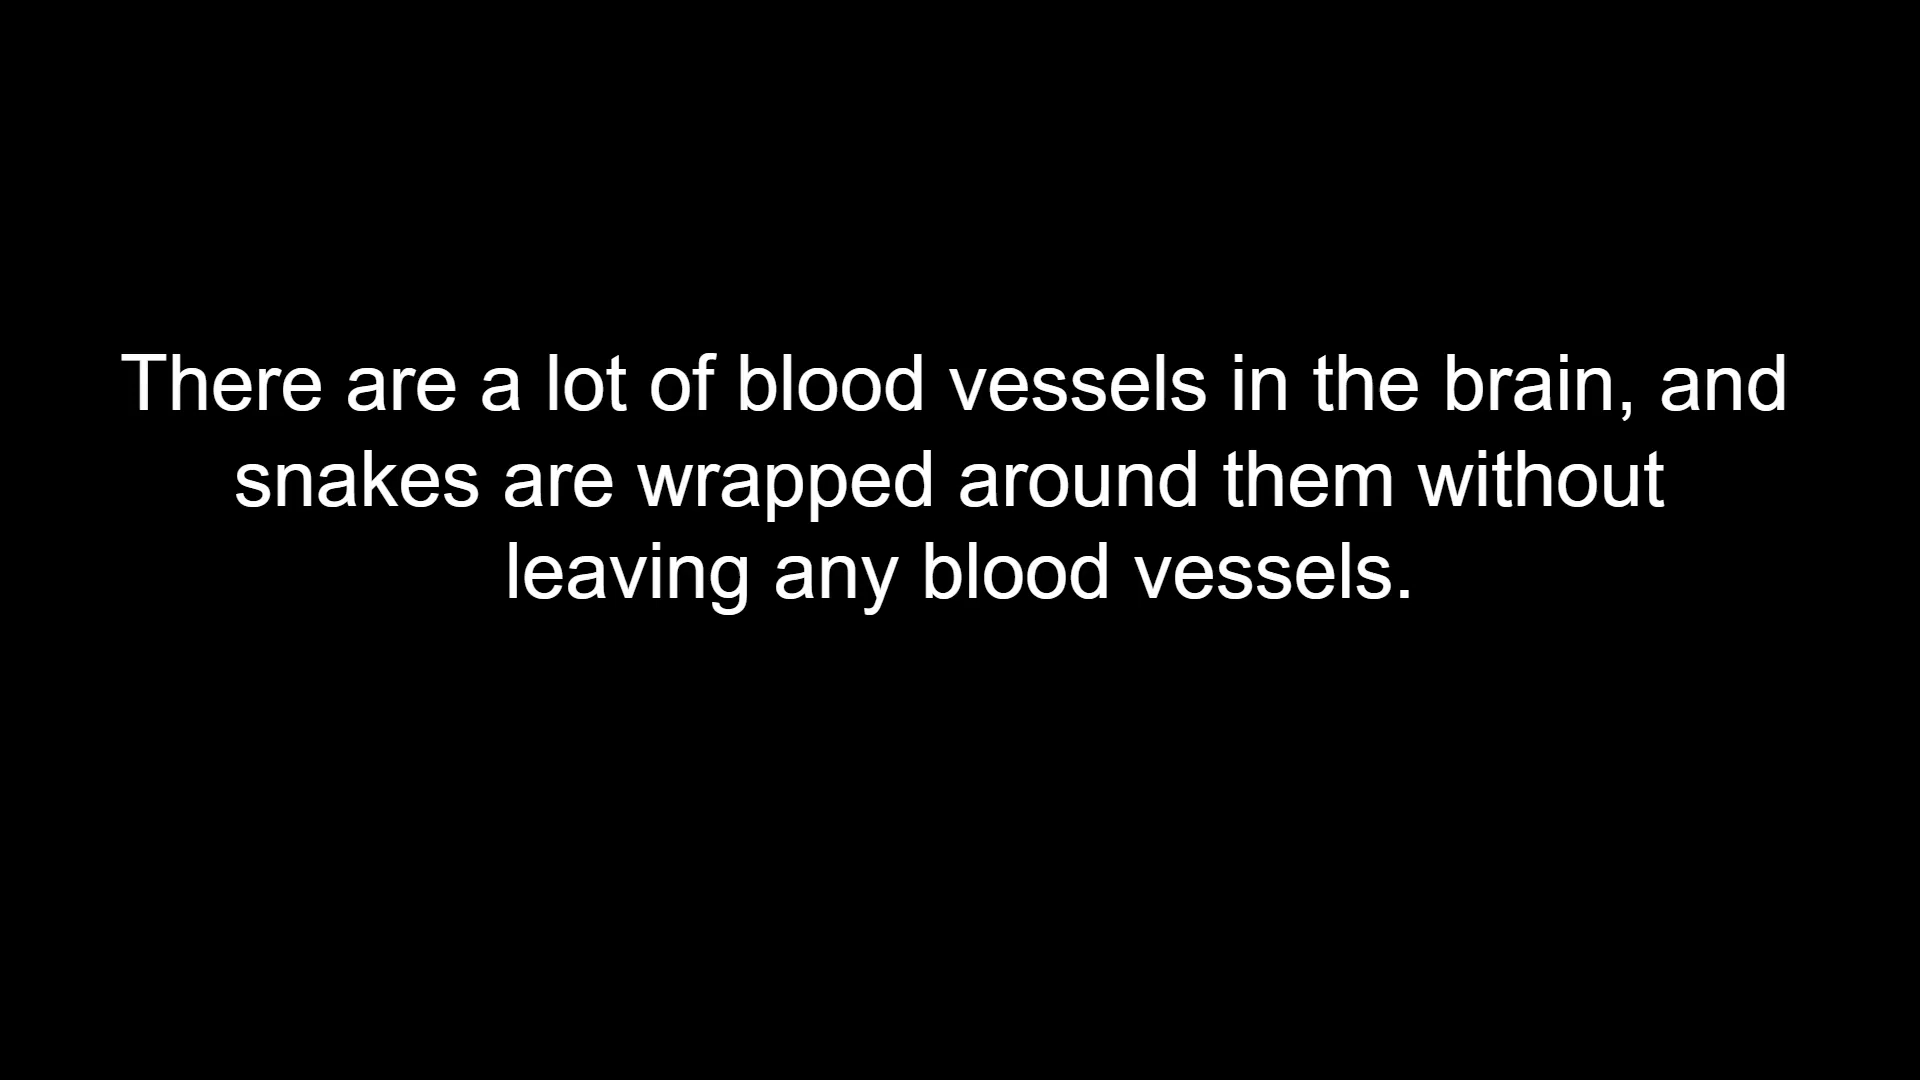 There are a lot of blood vessels in the brain, and
snakes are wrapped around them without
leaving any blood vessels.